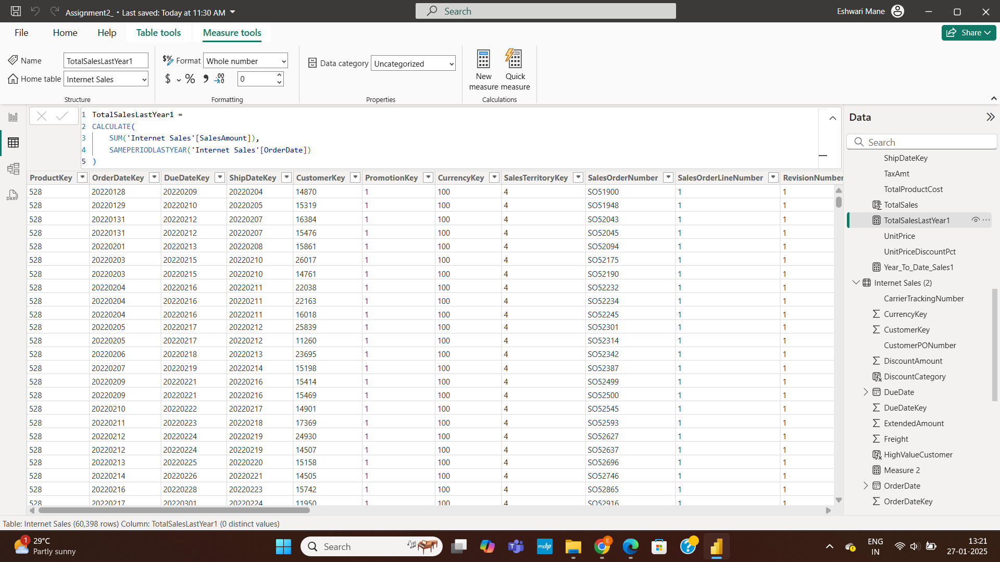 Assignment2_ • Last saved: Today at 11:30 AM
Search
Eshwari Mane
File Home Help Table tools Measure tools
Share
Name TotalSalesLastYear1
Home table Internet Sales
Structure
Format Whole number
$ % , .00 →0 0
Formatting
Data category Uncategorized
Properties
New measure
Quick measure
Calculations
1 TotalSalesLastYear1 =
2 CALCULATE(
3 SUM('Internet Sales'[SalesAmount]),
4 SAMEPERIODLASTYEAR('Internet Sales'[OrderDate])
5 )
ProductKey OrderDateKey DueDateKey ShipDateKey CustomerKey PromotionKey CurrencyKey SalesTerritoryKey SalesOrderNumber SalesOrderLineNumber RevisionNumber
528 20220128 20220209 20220204 14870 1 100 4 SO51900 1 1
528 20220129 20220210 20220205 15319 1 100 4 SO51948 1 1
528 20220131 20220212 20220207 16384 1 100 4 SO52043 1 1
528 20220131 20220212 20220207 15476 1 100 4 SO52045 1 1
528 20220201 20220213 20220208 15861 1 100 4 SO52094 1 1
528 20220203 20220215 20220210 26017 1 100 4 SO52175 1 1
528 20220203 20220215 20220210 14761 1 100 4 SO52190 1 1
528 20220204 20220216 20220211 22038 1 100 4 SO52232 1 1
528 20220204 20220216 20220211 22163 1 100 4 SO52234 1 1
528 20220204 20220216 20220211 16018 1 100 4 SO52245 1 1
528 20220205 20220217 20220212 25839 1 100 4 SO52301 1 1
528 20220205 20220217 20220212 11260 1 100 4 SO52314 1 1
528 20220206 20220218 20220213 23695 1 100 4 SO52342 1 1
528 20220207 20220219 20220214 15198 1 100 4 SO52387 1 1
528 20220209 20220221 20220216 15414 1 100 4 SO52499 1 1
528 20220209 20220221 20220216 15469 1 100 4 SO52500 1 1
528 20220210 20220222 20220217 14901 1 100 4 SO52545 1 1
528 20220211 20220223 20220218 17369 1 100 4 SO52593 1 1
528 20220212 20220224 20220219 24930 1 100 4 SO52627 1 1
528 20220212 20220224 20220219 14507 1 100 4 SO52637 1 1
528 20220213 20220225 20220220 15158 1 100 4 SO52696 1 1
528 20220214 20220226 20220221 14505 1 100 4 SO52746 1 1
528 20220216 20220228 20220223 15742 1 100 4 SO52865 1 1
528 20220217 20220301 20220224 11950 1 100 4 SO52916 1 1
Data
Search
ShipDateKey
TaxAmt
TotalProductCost
TotalSales
TotalSalesLastYear1
UnitPrice
UnitPriceDiscountPct
Year_To_Date_Sales1
Internet Sales (2)
CarrierTrackingNumber
CurrencyKey
CustomerKey
CustomerPONumber
DiscountAmount
DiscountCategory
DueDate
DueDateKey
ExtendedAmount
Freight
HighValueCustomer
Measure 2
OrderDate
OrderDateKey
Table: Internet Sales (60,398 rows) Column: TotalSalesLastYear1 (0 distinct values)
1
29°C
Partly sunny
Search
myhp
E
ENG
IN
13:21
27-01-2025